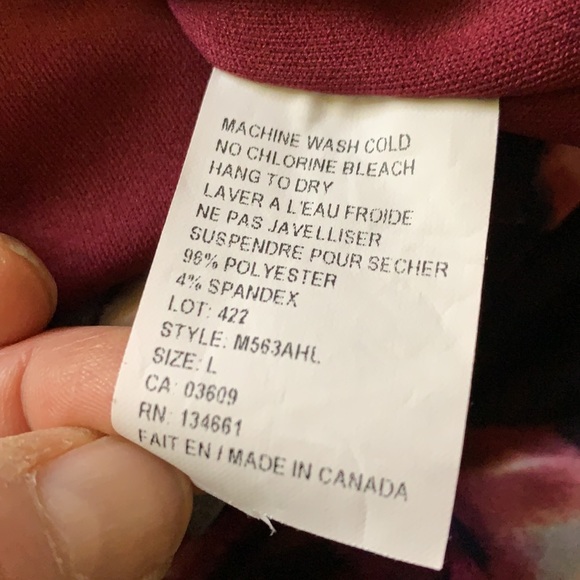 MACHINE WASH COLD
NO CHLORINE BLEACH
HANG TO DRY
LAVER A L'EAU FROIDE
NE PAS JAVELLISER
SUSPENDRE POUR SECHER
96% POLYESTER
4% SPANDEX
LOT: 422
STYLE: M563AHL
SIZE: L
CA: 03609
RN: 134661
FAIT EN / MADE IN CANADA